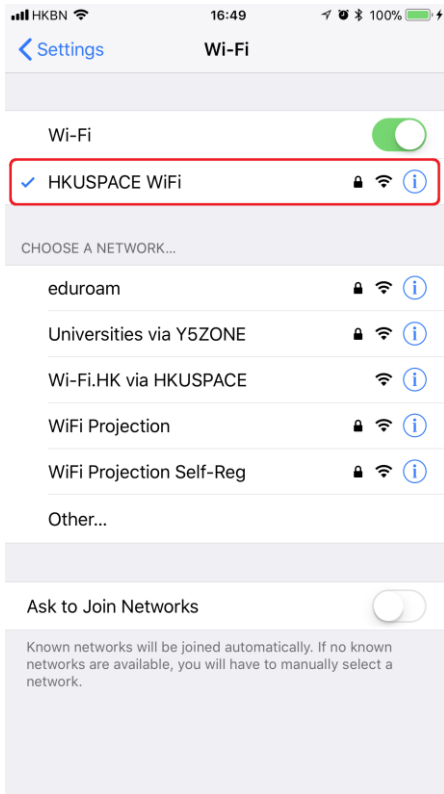 HKBN 16:49 100%
Settings Wi-Fi
Wi-Fi
HKUSPACE WiFi
CHOOSE A NETWORK...
eduroam
Universities via Y5ZONE
Wi-Fi.HK via HKUSPACE
WiFi Projection
WiFi Projection Self-Reg
Other...
Ask to Join Networks
Known networks will be joined automatically. If no known
networks are available, you will have to manually select a
network.